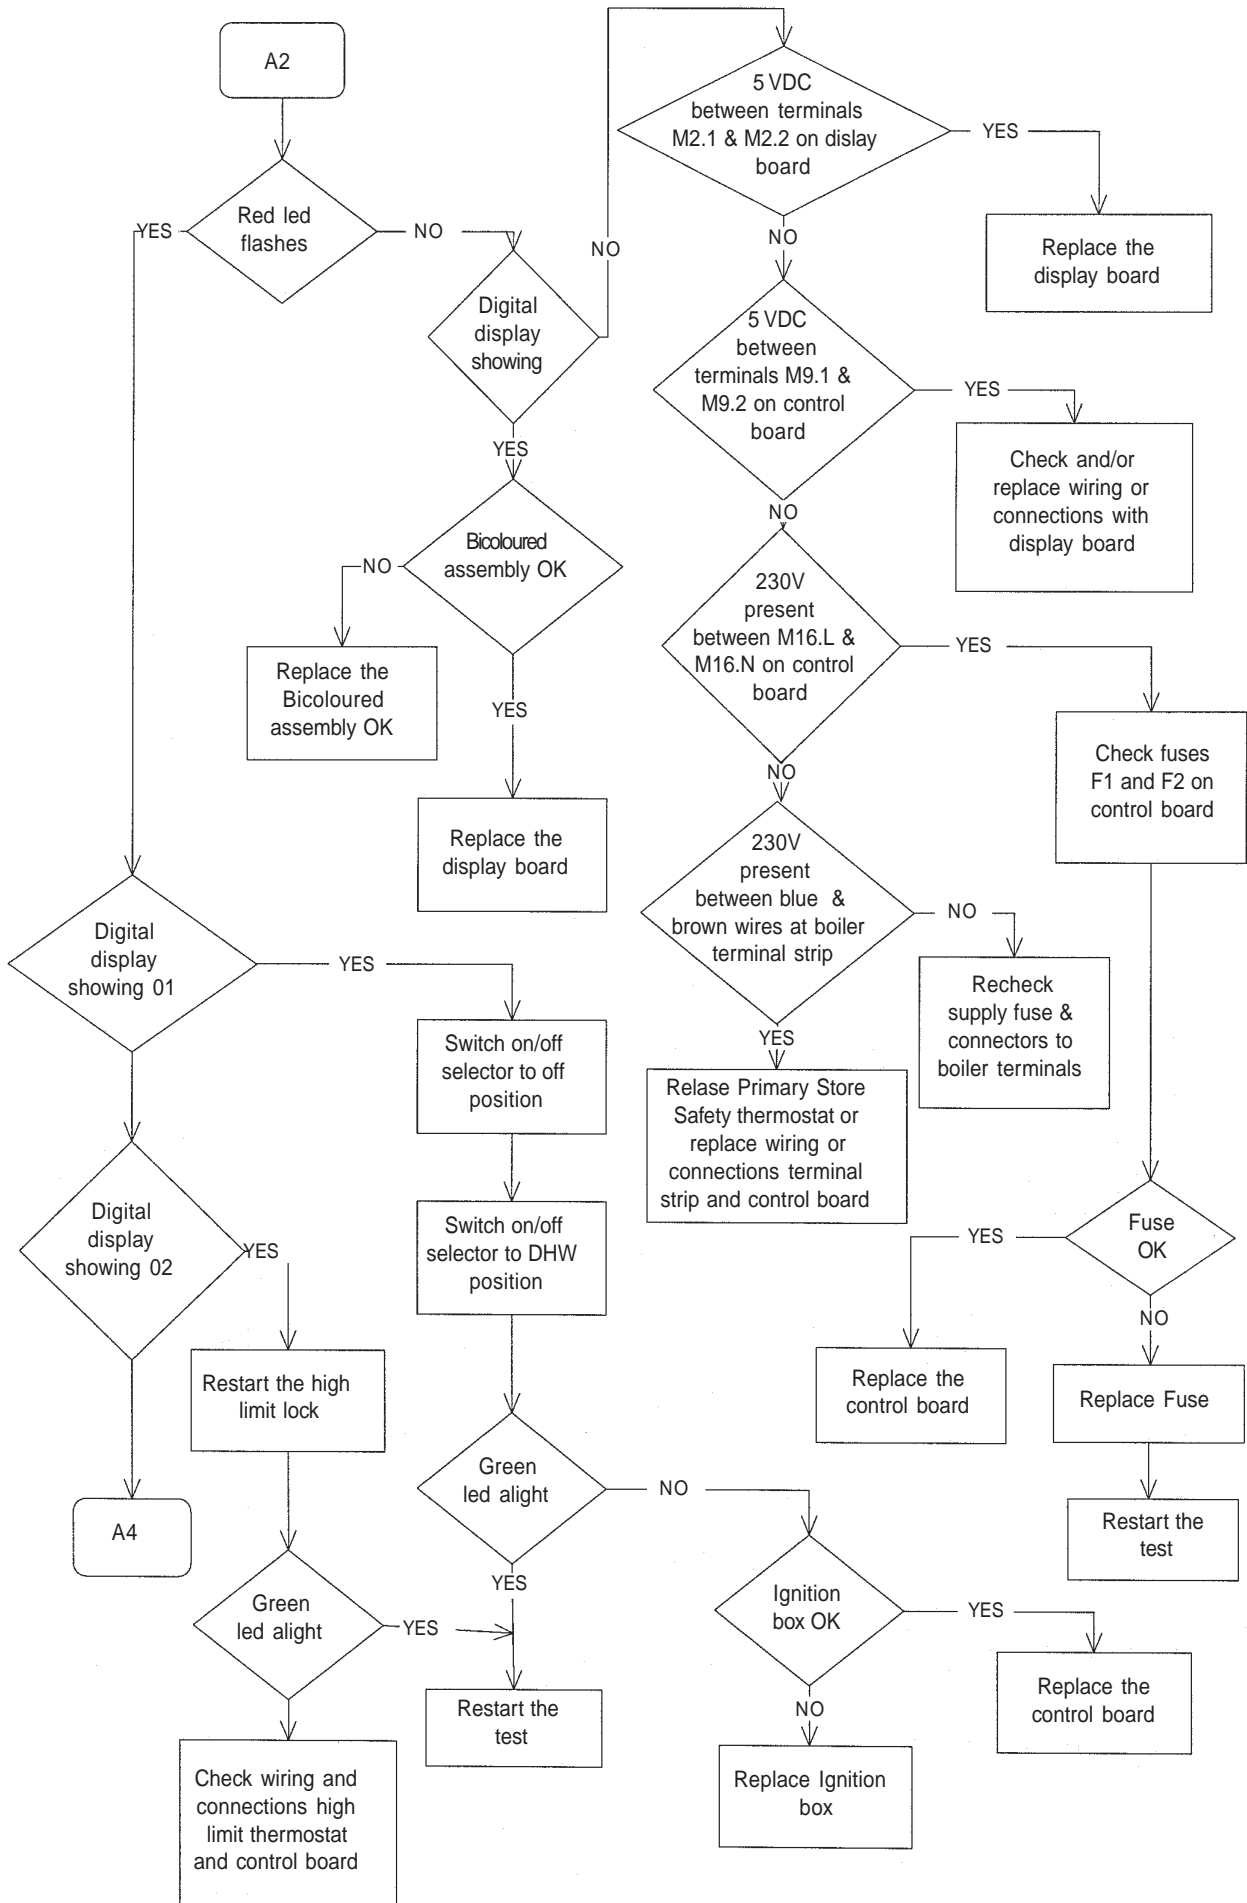 A2
Red led
flashes
YES
NO
Digital
display
showing
NO
YES
Bicoloured
assembly OK
NO
Replace the
Bicoloured
assembly OK
YES
Replace the
display board
5 VDC
between terminals
M2.1 & M2.2 on dislay
board
YES
Replace the
display board
NO
5 VDC
between
terminals M9.1 &
M9.2 on control
board
YES
Check and/or
replace wiring or
connections with
display board
NO
230V
present
between M16.L &
M16.N on control
board
YES
Check fuses
F1 and F2 on
control board
NO
230V
present
between blue &
brown wires at boiler
terminal strip
NO
Recheck
supply fuse &
connectors to
boiler terminals
YES
Relase Primary Store
Safety thermostat or
replace wiring or
connections terminal
strip and control board
Fuse
OK
YES
Replace the
control board
NO
Replace Fuse
Restart the
test
Digital
display
showing 01
YES
Switch on/off
selector to off
position
Switch on/off
selector to DHW
position
Digital
display
showing 02
YES
Restart the high
limit lock
A4
Green
led alight
YES
Check wiring and
connections high
limit thermostat
and control board
Green
led alight
NO
YES
Restart the
test
Ignition
box OK
YES
Replace the
control board
NO
Replace Ignition
box